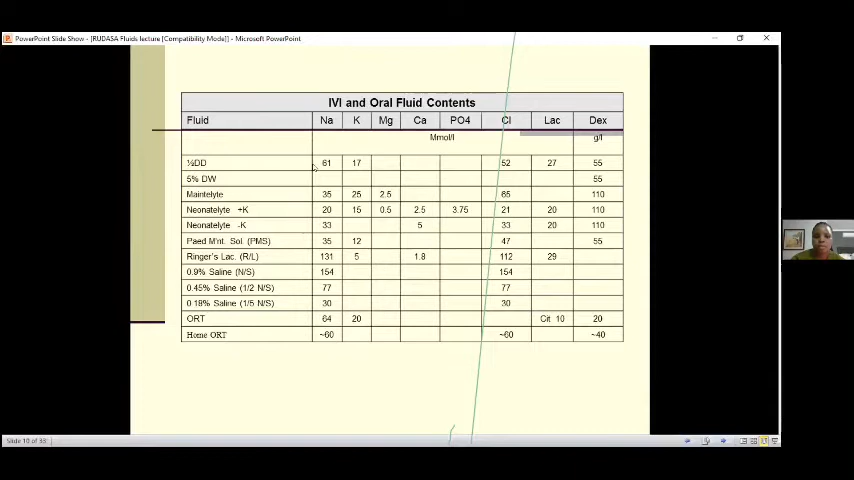 PowerPoint Slide Show - [RUDASA Fluids lecture [Compatibility Mode]] - Microsoft PowerPoint
IVI and Oral Fluid Contents
Fluid Na K Mg Ca PO4 Cl Lac Dex
Mmol/l g/l
½DD 61 17 52 27 55
5% DW 55
Maintelyte 35 25 2.5 65 110
Neonatelyte +K 20 15 0.5 2.5 3.75 21 20 110
Neonatelyte -K 33 5 33 20 110
Paed M'nt. Sol. (PMS) 35 12 47 55
Ringer's Lac. (R/L) 131 5 1.8 112 29
0.9% Saline (N/S) 154 154
0.45% Saline (1/2 N/S) 77 77
0.18% Saline (1/5 N/S) 30 30
ORT 64 20 Cit 10 20
Home ORT ~60 ~60 ~40
Slide 10 of 33